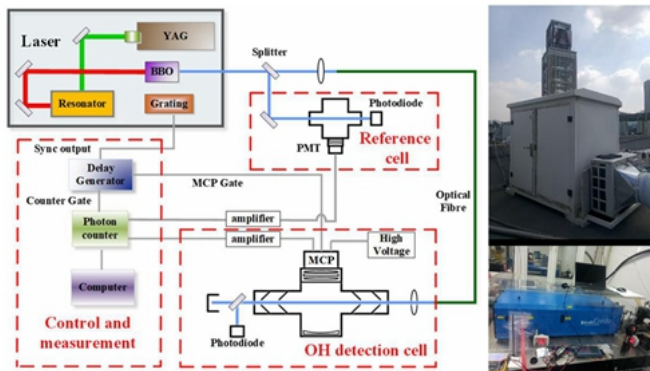 Laser
YAG
BBO
Resonator
Grating
Splitter
Photodiode
PMT
Reference cell
Sync output
Delay
Generator
MCP Gate
Counter Gate
Photon
counter
amplifier
amplifier
Optical
Fibre
High
Voltage
MCP
Computer
Control and
measurement
Photodiode
OH detection cell